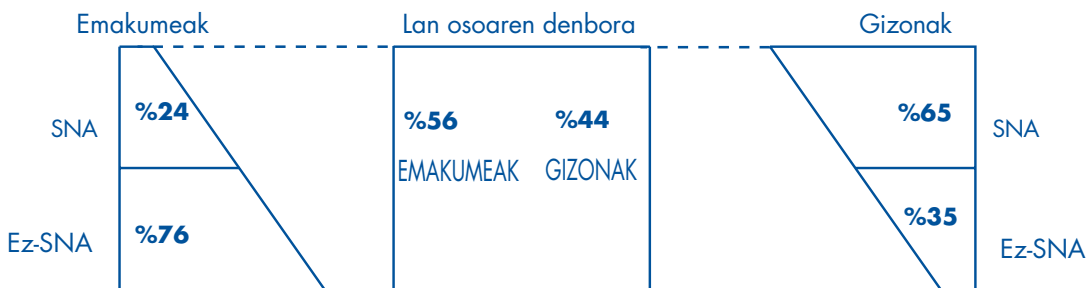 Emakumeak
Lan osoaren denbora
Gizonak
%24
%56
%44
%65
SNA
SNA
EMAKUMEAK
GIZONAK
%76
%35
Ez-SNA
Ez-SNA